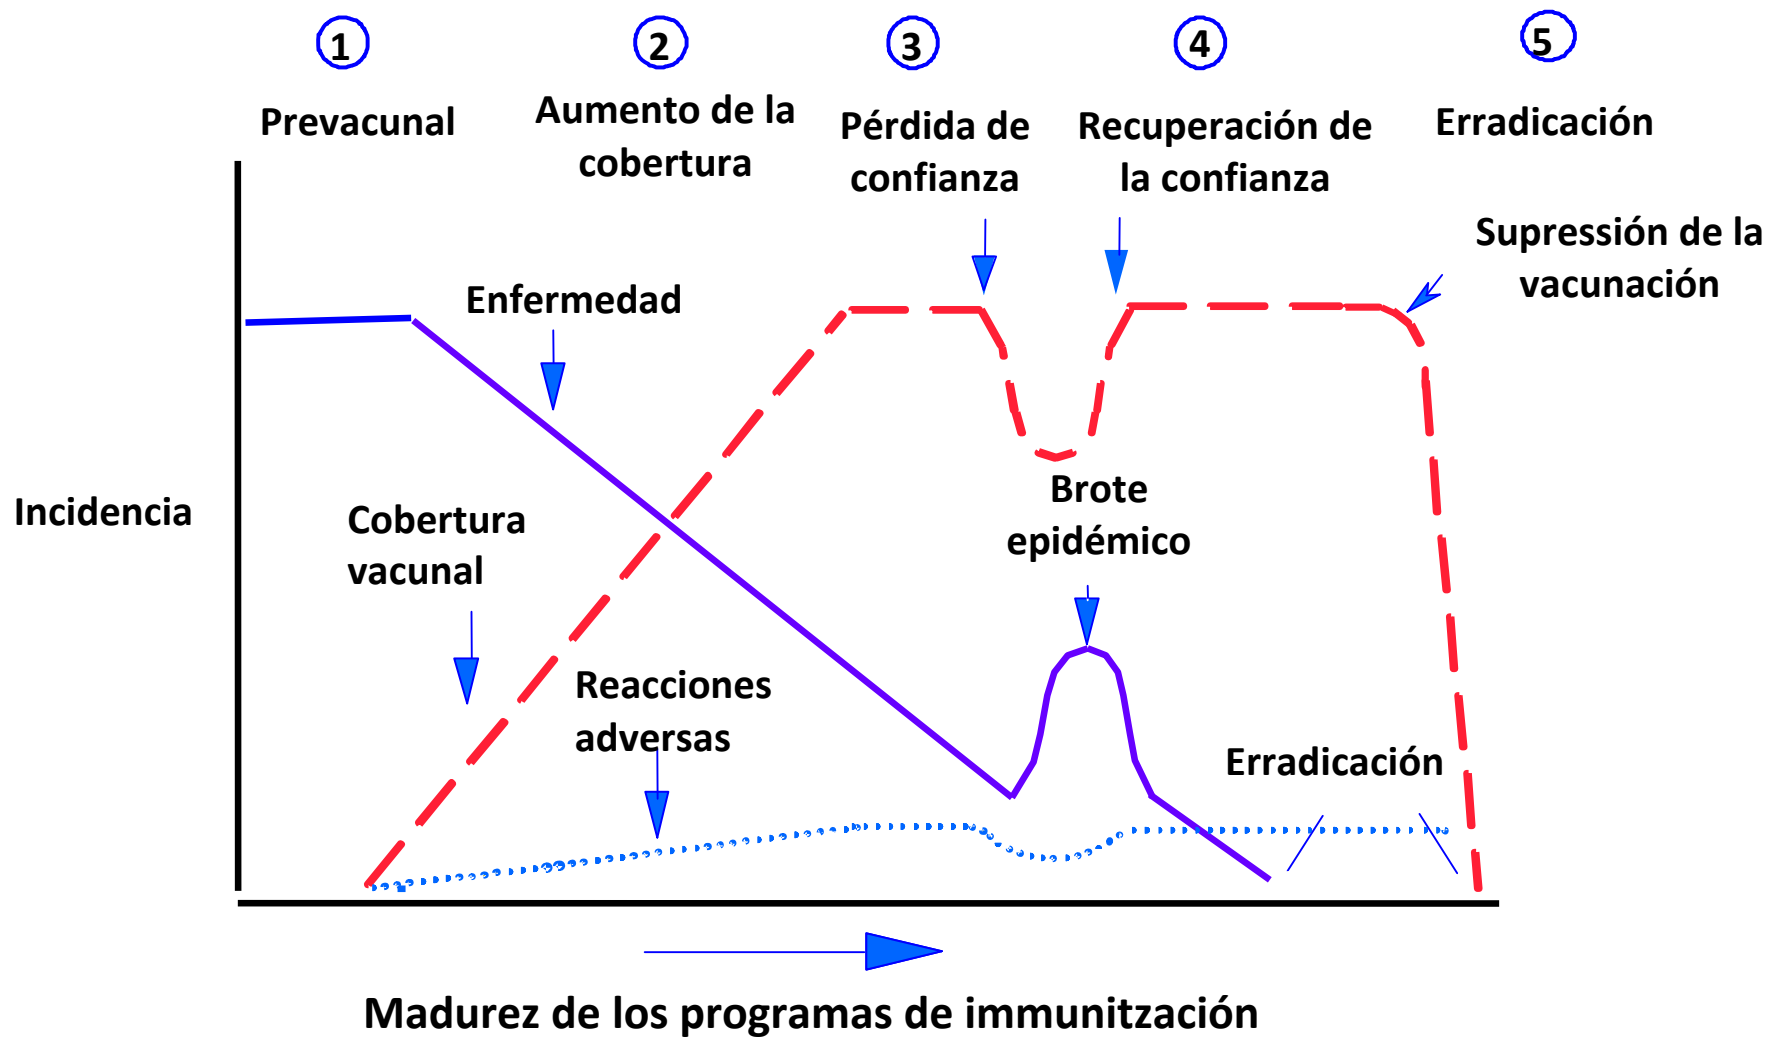 1
2
3
4
5
Prevacunal
Aumento de la
cobertura
Pérdida de
confianza
Recuperación de
la confianza
Erradicación
Supressión de la
vacunación
Enfermedad
Incidencia
Cobertura
vacunal
Brote
epidémico
Reacciones
adversas
Erradicación
Madurez de los programas de immunitzación